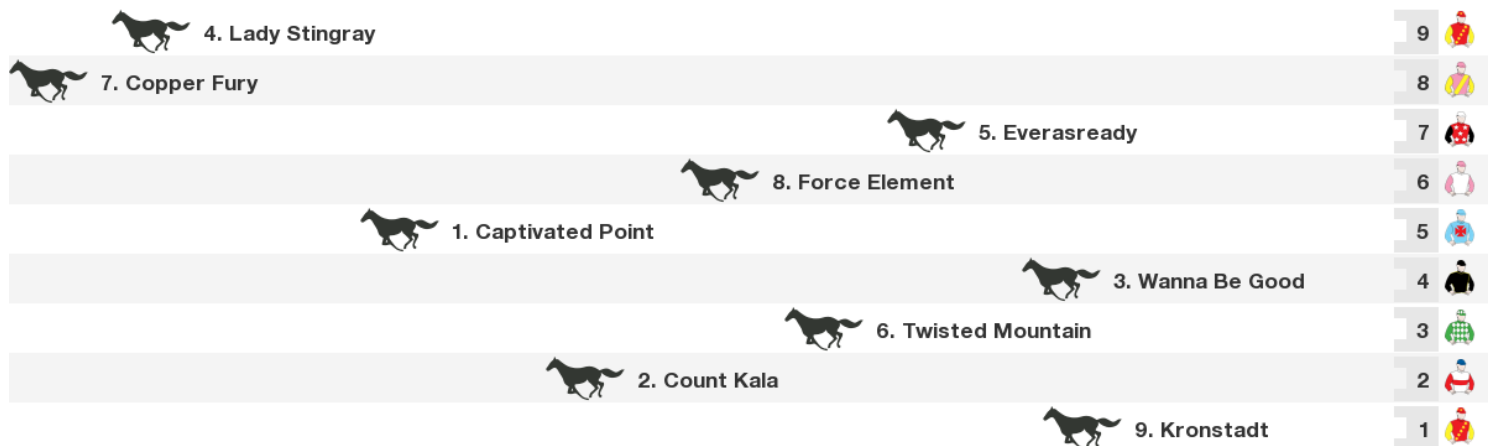 4. Lady Stingray 9
7. Copper Fury 8
5. Everasready 7
8. Force Element 6
1. Captivated Point 5
3. Wanna Be Good 4
6. Twisted Mountain 3
2. Count Kala 2
9. Kronstadt 1